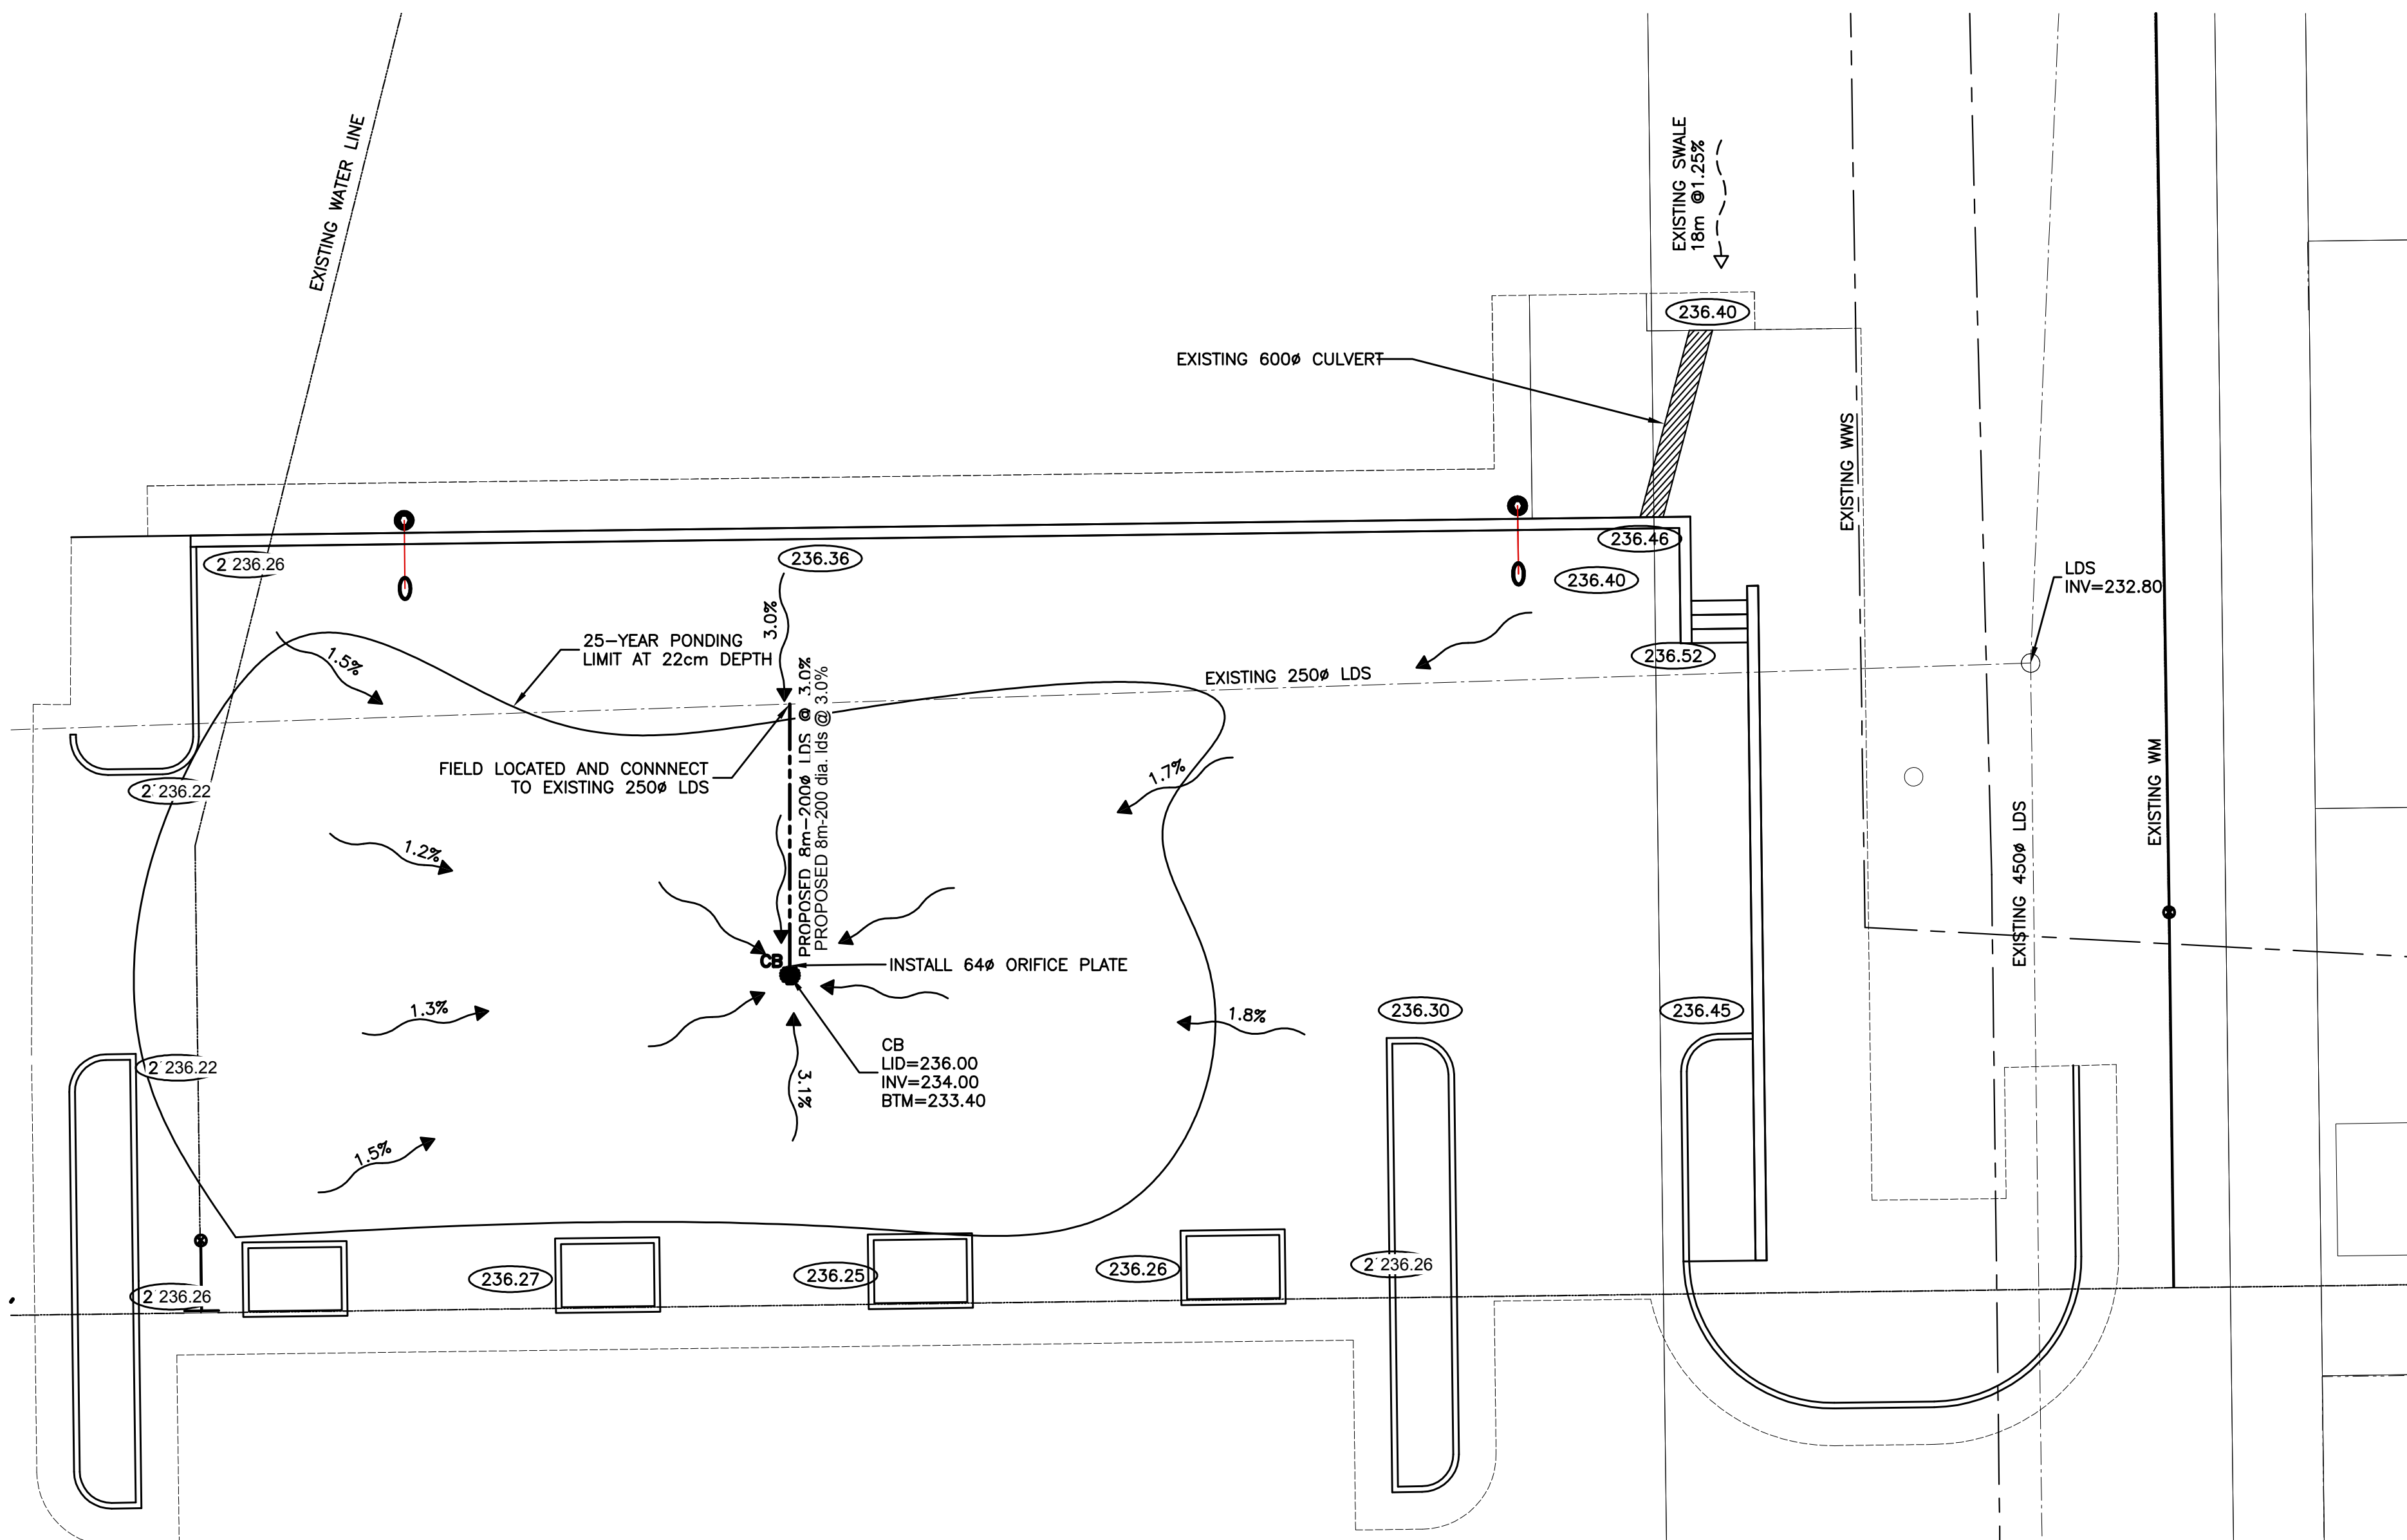 EXISTING WATER LINE
EXISTING SWALE
18m @1.25%
236.40
EXISTING 600ø CULVERT
EXISTING WWS
236.26
236.36
236.46
236.40
LDS
INV=232.80
3.0%
25-YEAR PONDING
LIMIT AT 22cm DEPTH
1.5%
236.52
EXISTING 250ø LDS
PROPOSED 8m-200ø LDS @ 3.0%
PROPOSED 8m-200 dia. lds @ 3.0%
FIELD LOCATED AND CONNNECT
TO EXISTING 250ø LDS
1.7%
236.22
EXISTING WM
EXISTING 450ø LDS
1.2%
CB
INSTALL 64ø ORIFICE PLATE
1.3%
1.8%
236.30
236.45
CB
LID=236.00
INV=234.00
BTM=233.40
236.22
3.1%
1.5%
236.27
236.25
236.26
236.26
236.26